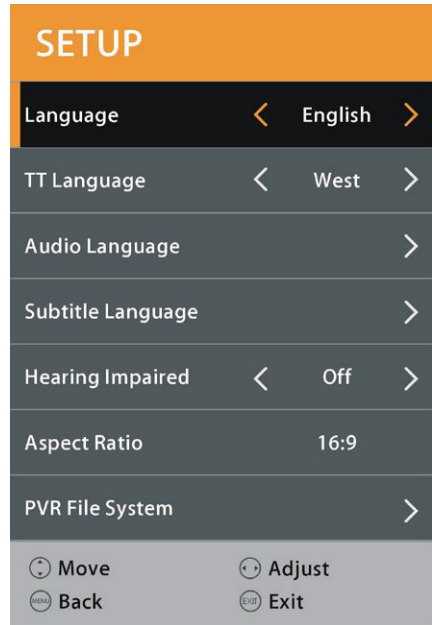 SETUP
Language < English >
TT Language < West >
Audio Language >
Subtitle Language >
Hearing Impaired < Off >
Aspect Ratio 16:9
PVR File System >
Move Adjust
MENU Back EXIT Exit